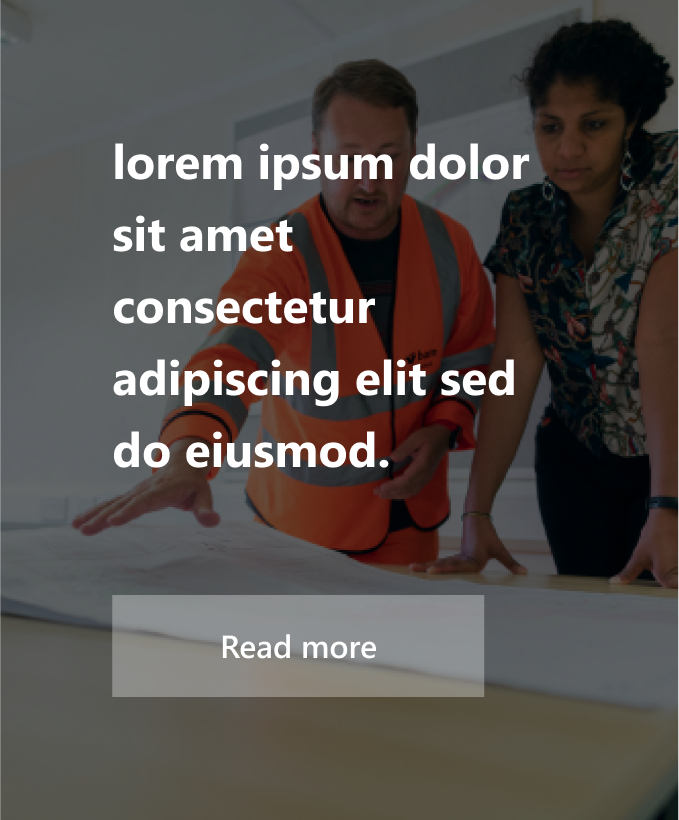 lorem ipsum dolor
sit amet
consectetur
adipiscing elit sed
do eiusmod.
Read more